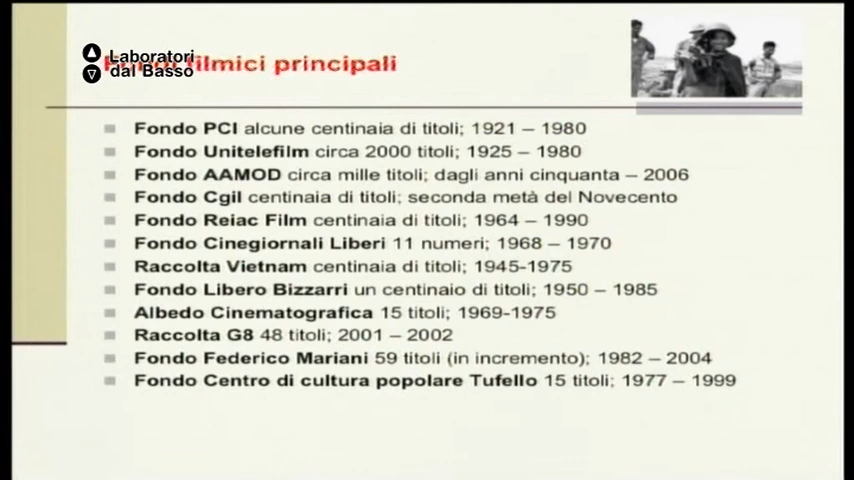 Laboratori
dal Basso
filmici principali
Fondo PCI alcune centinaia di titoli; 1921 – 1980
Fondo Unitelefilm circa 2000 titoli; 1925 – 1980
Fondo AAMOD circa mille titoli; dagli anni cinquanta – 2006
Fondo Cgil centinaia di titoli; seconda metà del Novecento
Fondo Reiac Film centinaia di titoli; 1964 – 1990
Fondo Cinegiornali Liberi 11 numeri; 1968 – 1970
Raccolta Vietnam centinaia di titoli; 1945-1975
Fondo Libero Bizzarri un centinaio di titoli; 1950 – 1985
Albedo Cinematografica 15 titoli; 1969-1975
Raccolta G8 48 titoli; 2001 – 2002
Fondo Federico Mariani 59 titoli (in incremento); 1982 – 2004
Fondo Centro di cultura popolare Tufello 15 titoli; 1977 – 1999